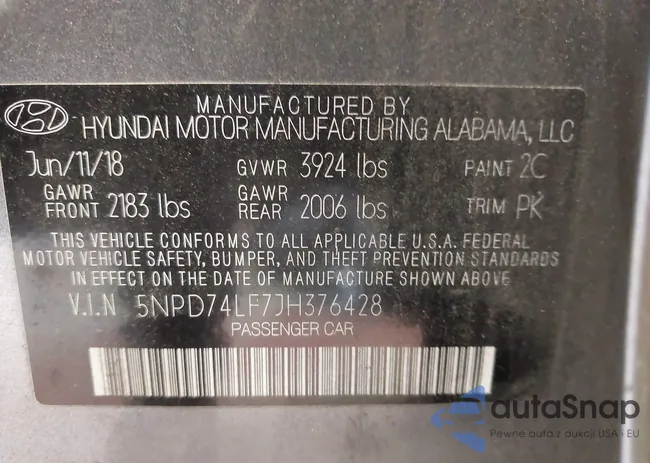 MANUFACTURED BY
HYUNDAI MOTOR MANUFACTURING ALABAMA, LLC
Jun/11/18 GVWR 3924 lbs PAINT 2C
GAWR FRONT 2183 lbs GAWR REAR 2006 lbs TRIM PK
THIS VEHICLE CONFORMS TO ALL APPLICABLE U.S.A. FEDERAL
MOTOR VEHICLE SAFETY, BUMPER, AND THEFT PREVENTION STANDARDS
IN EFFECT ON THE DATE OF MANUFACTURE SHOWN ABOVE
V.I.N 5NPD74LF7JH376428
PASSENGER CAR
autaSnap
Pewne auta z aukcji USA i EU